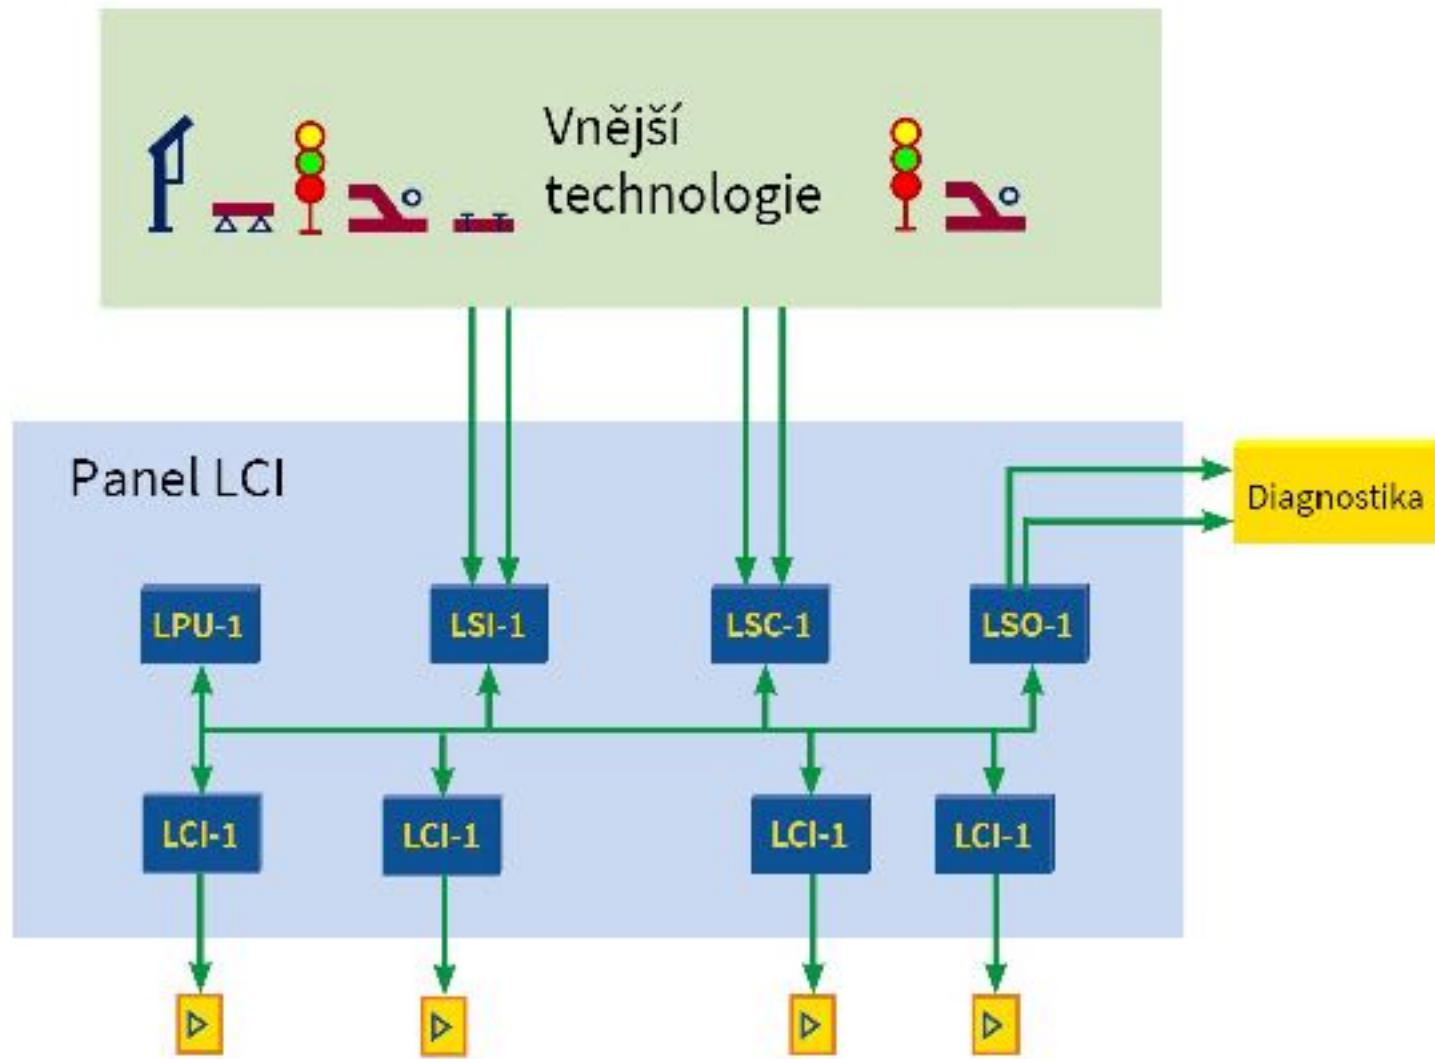 Vnější
technologie
Panel LCI
Diagnostika
LPU-1
LSI-1
LSC-1
LSO-1
LCI-1
LCI-1
LCI-1
LCI-1